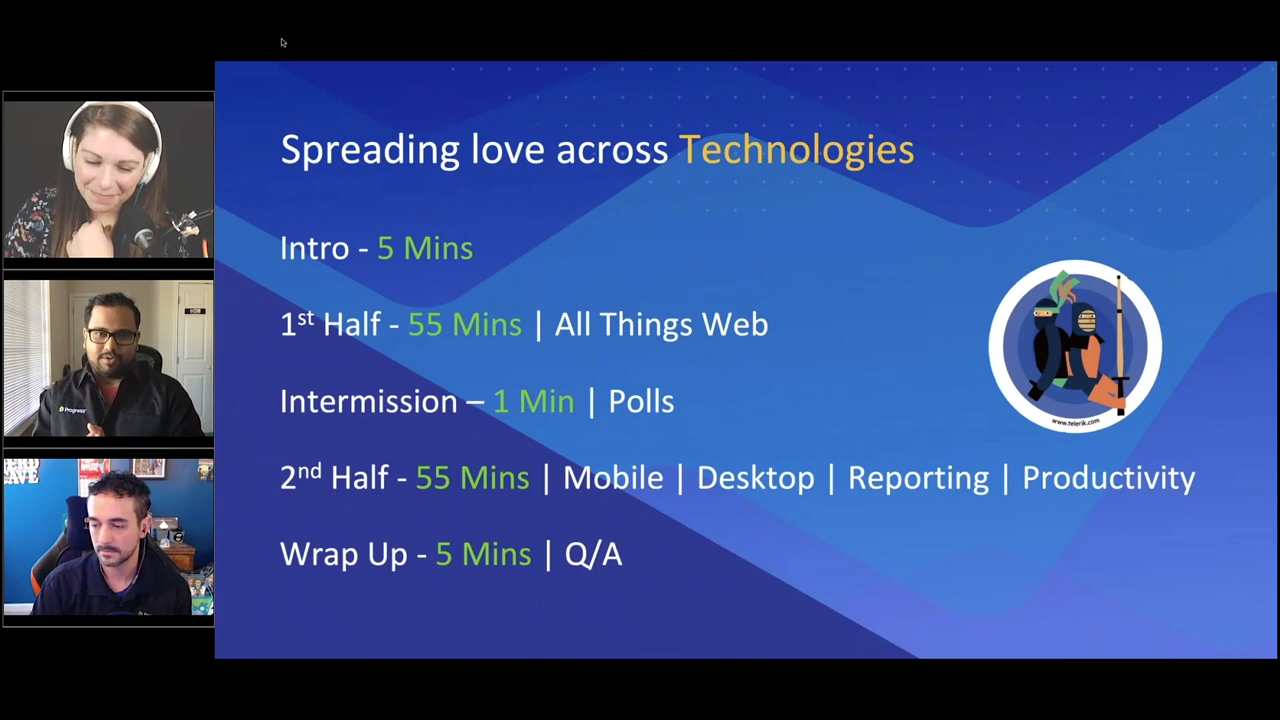 Spreading love across Technologies
Intro - 5 Mins
1st Half - 55 Mins | All Things Web
Intermission – 1 Min | Polls
2nd Half - 55 Mins | Mobile | Desktop | Reporting | Productivity
Wrap Up - 5 Mins | Q/A
www.telerik.com
Progress